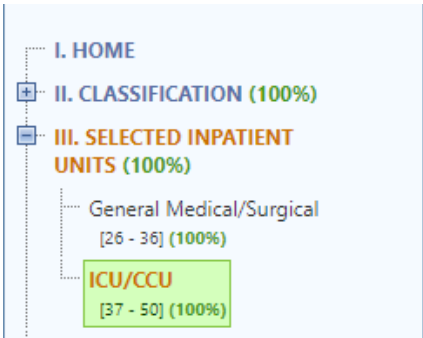 I. HOME
II. CLASSIFICATION (100%)
III. SELECTED INPATIENT
UNITS (100%)
General Medical/Surgical
[26 - 36] (100%)
ICU/CCU
[37 - 50] (100%)